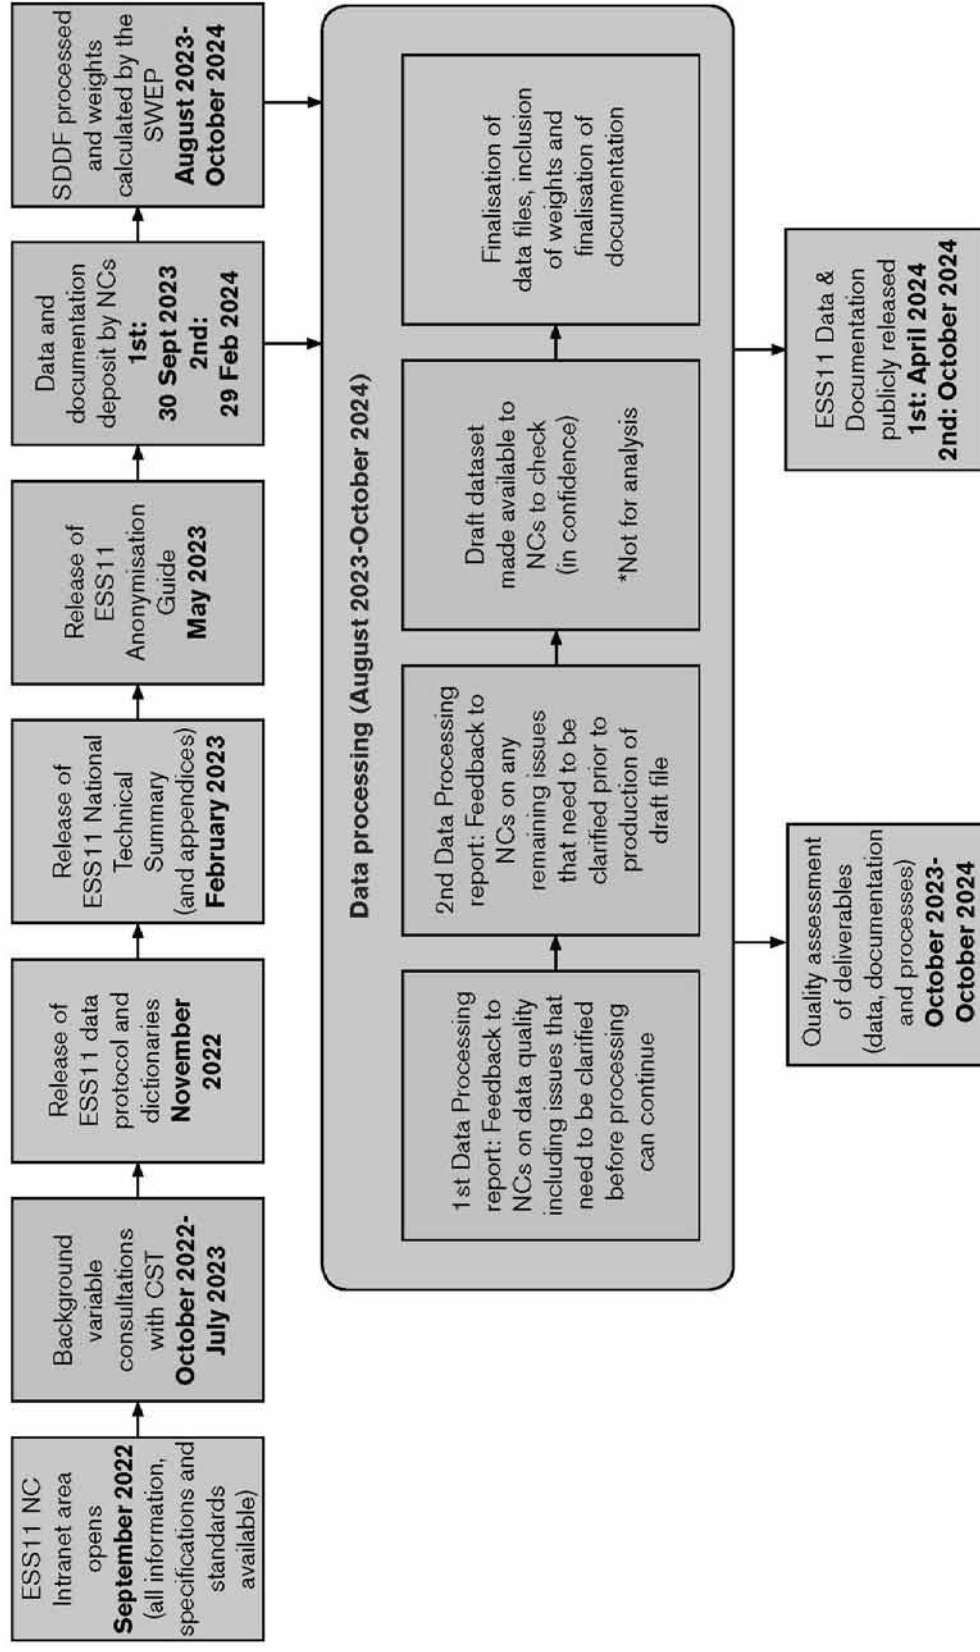 ESS11 NC
Intranet area
opens
September 2022
(all information,
specifications and
standards
available)
Background
variable
consultations
with CST
October 2022-
July 2023
Release of
ESS11 data
protocol and
dictionaries
November
2022
Release of
ESS11 National
Technical
Summary
(and appendices)
February 2023
Release of
ESS11
Anonymisation
Guide
May 2023
Data and
documentation
deposit by NCs
1st:
30 Sept 2023
2nd:
29 Feb 2024
SDDF processed
and weights
calculated by the
SWEP
August 2023-
October 2024
Data processing (August 2023-October 2024)
1st Data Processing
report: Feedback to
NCs on data quality
including issues that
need to be clarified
before processing
can continue
2nd Data Processing
report: Feedback to
NCs on any
remaining issues
that need to be
clarified prior to
production of
draft file
Draft dataset
made available to
NCs to check
(in confidence)
*Not for analysis
Finalisation of
data files, inclusion
of weights and
finalisation of
documentation
Quality assessment
of deliverables
(data, documentation
and processes)
October 2023-
October 2024
ESS11 Data &
Documentation
publicly released
1st: April 2024
2nd: October 2024